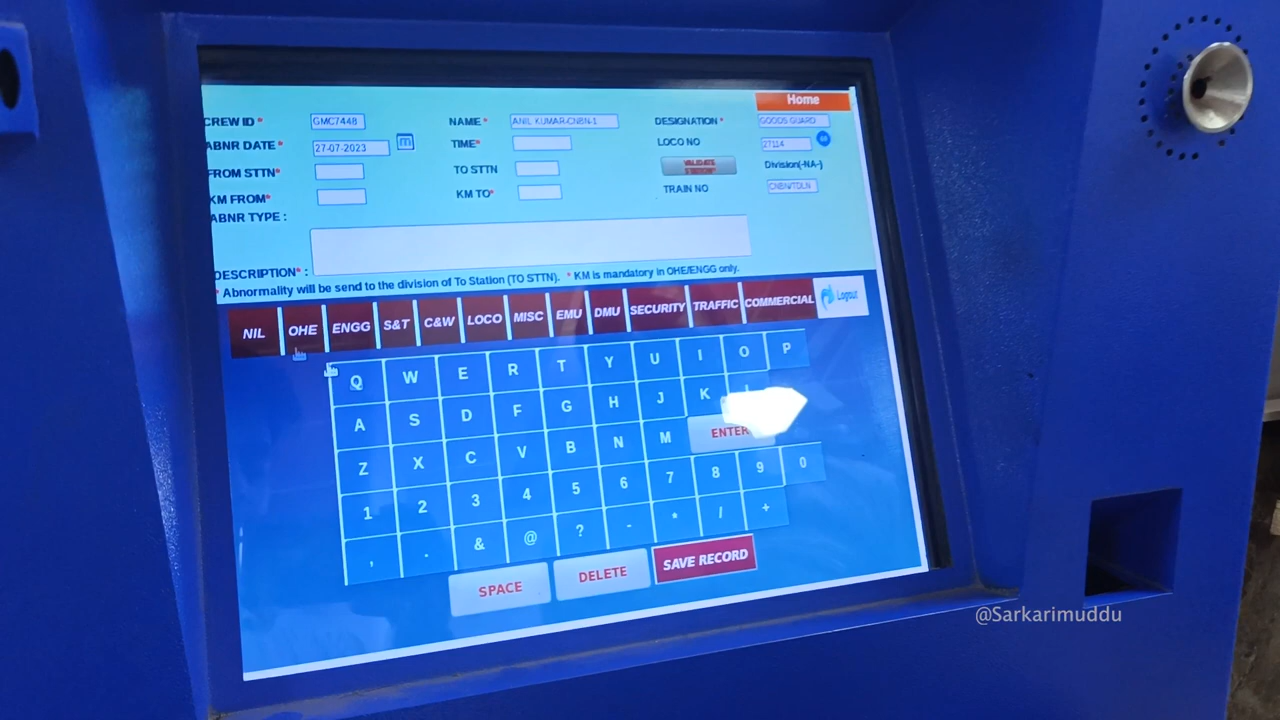 Home
CREW ID * GMC7448 NAME * ANIL KUMAR-CNBN-1 DESIGNATION * GOODS GUARD
ABNR DATE * 27-07-2023 m TIME* LOCO NO 27114
FROM STTN* TO STTN VALIDATE STATION* Division(-NA-)
KM FROM* KM TO* TRAIN NO CNBN/TDLN
ABNR TYPE :
DESCRIPTION* :
* Abnormality will be send to the division of To Station (TO STTN). * KM is mandatory in OHE/ENGG only.
NIL OHE ENGG S&T C&W LOCO MISC EMU DMU SECURITY TRAFFIC COMMERCIAL Logout
Q W E R T Y U I O P
A S D F G H J K
Z X C V B N M ENTER
1 2 3 4 5 6 7 8 9 0
, . & @ ? - * / +
SPACE DELETE SAVE RECORD
@Sarkarimuddu